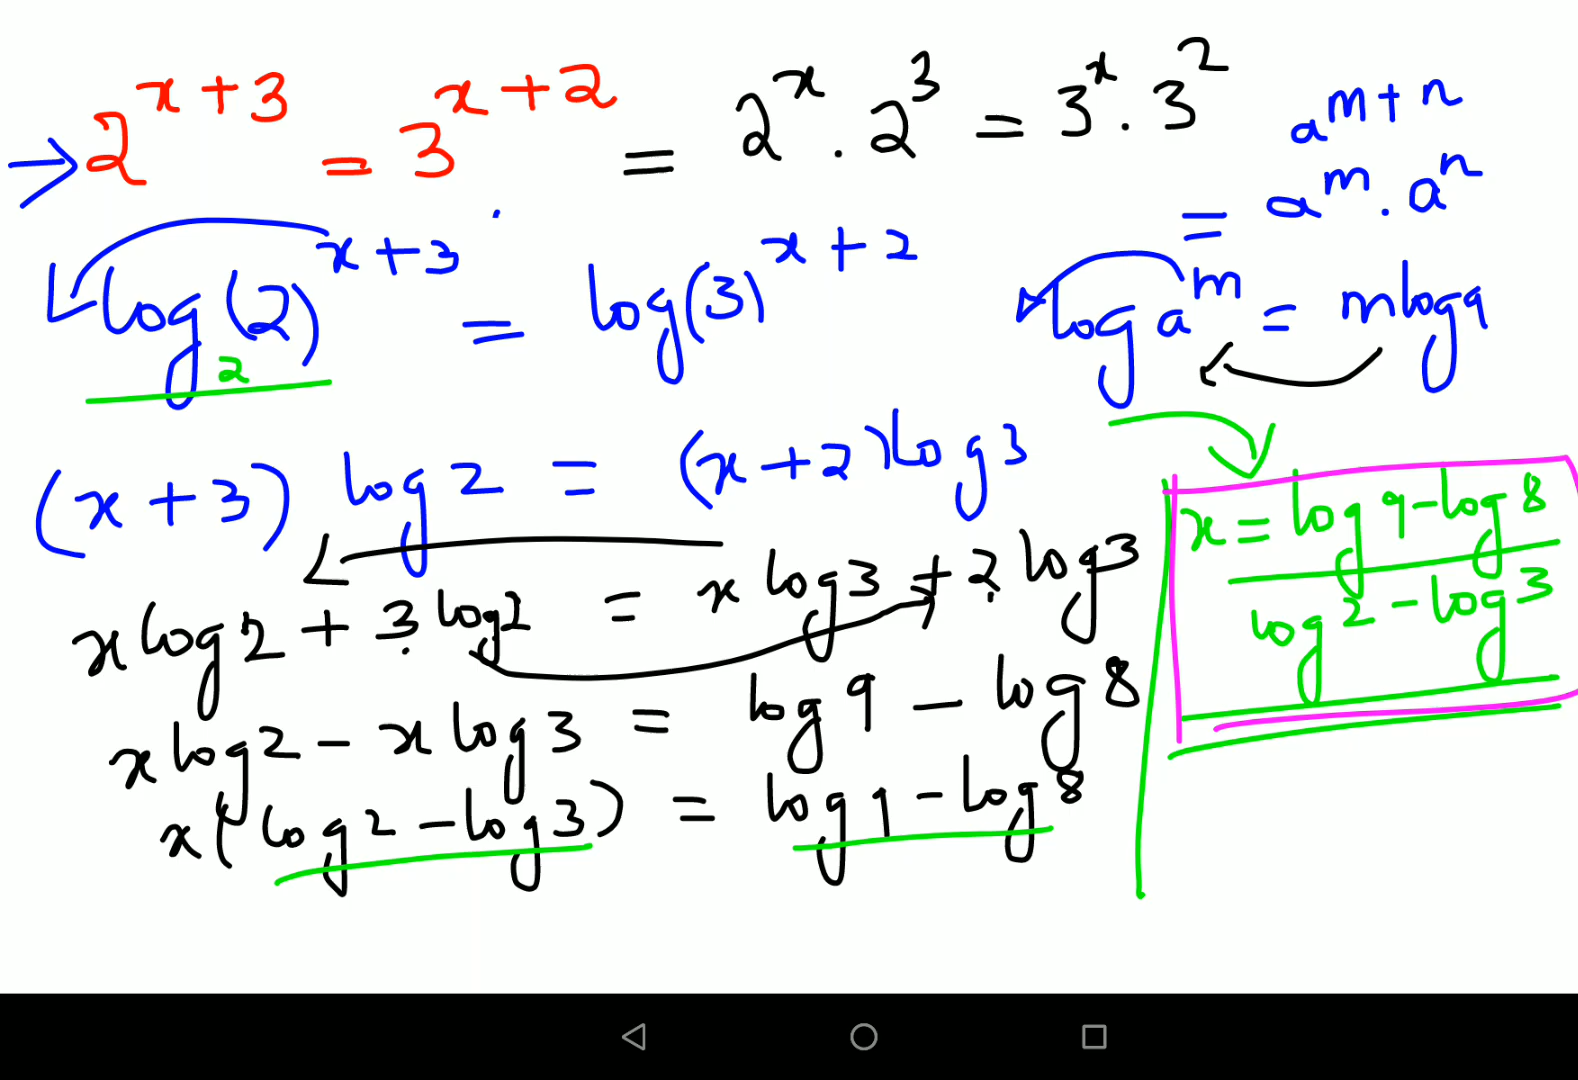 → 2^{x+3} = 3^{x+2} = 2^x . 2^3 = 3^x . 3^2
a^{m+n}
= a^m . a^n
log(2)^{x+3} = log(3)^{x+2}
2
log a^m = m log a
(x+3) log 2 = (x+2) log 3
x log 2 + 3 log 2 = x log 3 + 2 log 3
x log 2 - x log 3 = log 9 - log 8
x(log 2 - log 3) = log 9 - log 8
x = log 9 - log 8
log 2 - log 3